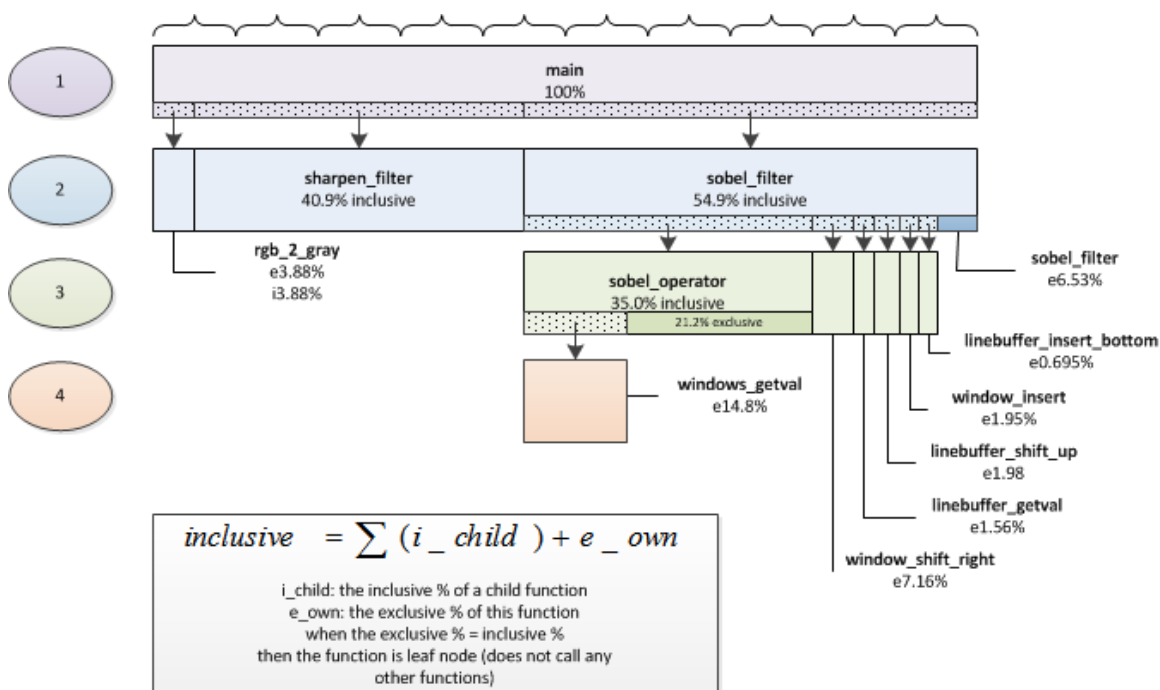 1
main
100%
2
sharpen_filter
40.9% inclusive
sobel_filter
54.9% inclusive
rgb_2_gray
e3.88%
i3.88%
sobel_filter
e6.53%
3
sobel_operator
35.0% inclusive
21.2% exclusive
linebuffer_insert_bottom
e0.695%
4
windows_getval
e14.8%
window_insert
e1.95%
linebuffer_shift_up
e1.98
linebuffer_getval
e1.56%
window_shift_right
e7.16%
inclusive = ∑ (i_child) + e_own
i_child: the inclusive % of a child function
e_own: the exclusive % of this function
when the exclusive % = inclusive %
then the function is leaf node (does not call any
other functions)